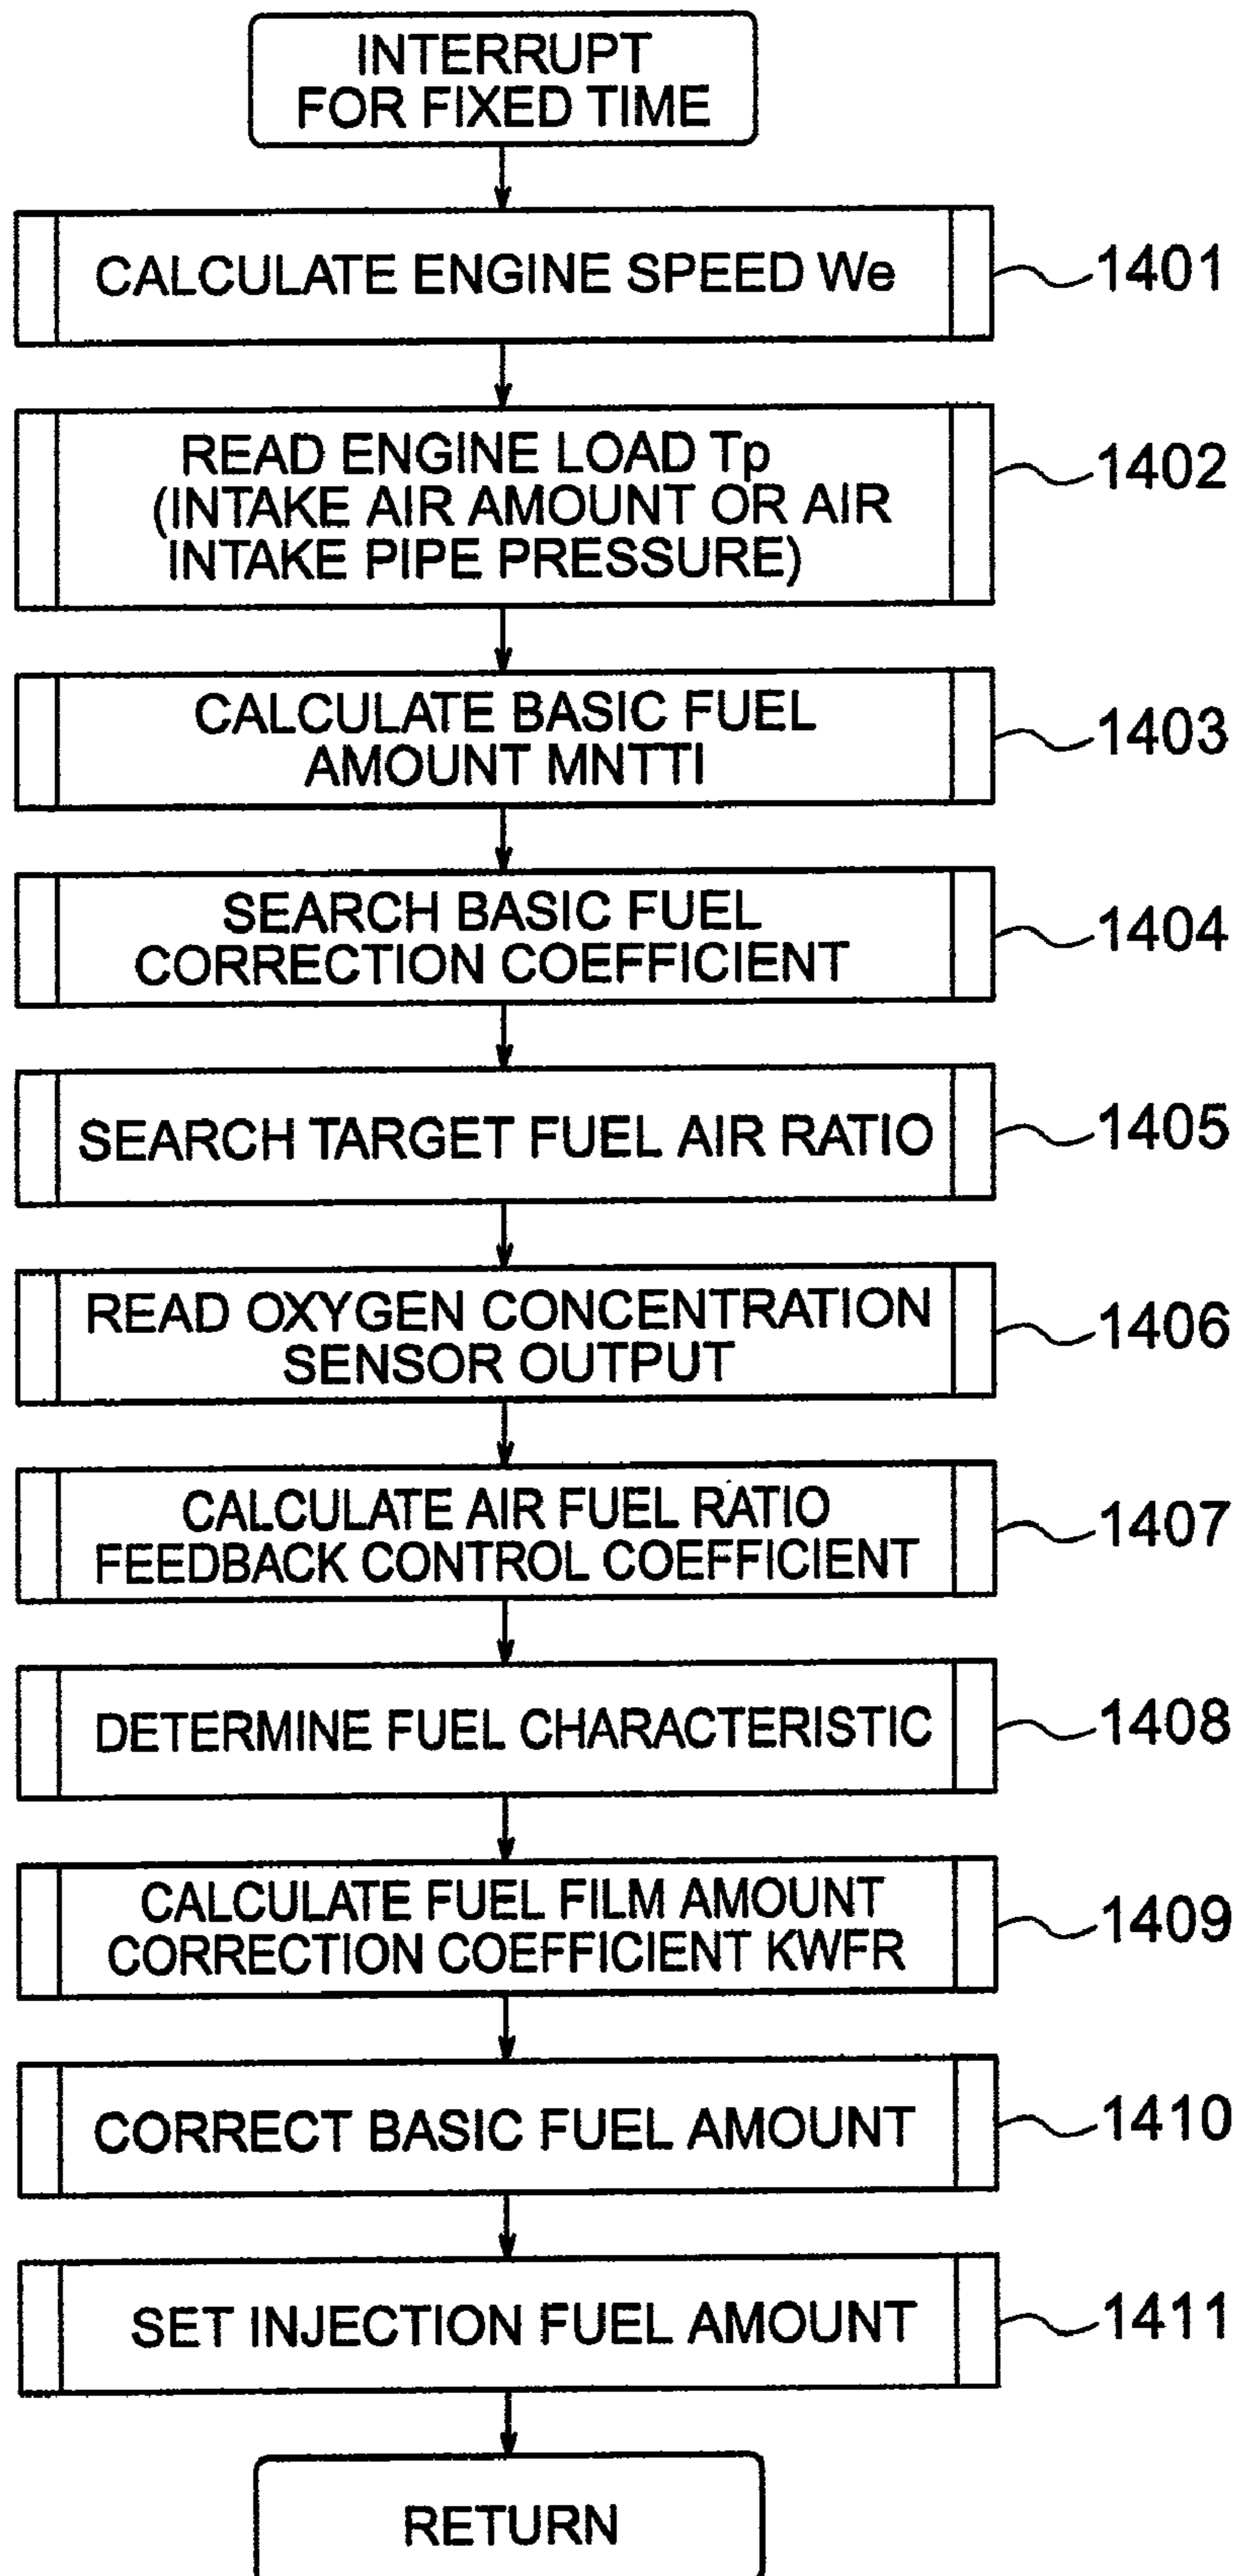 INTERRUPT
FOR FIXED TIME
CALCULATE ENGINE SPEED We
1401
READ ENGINE LOAD Tp
(INTAKE AIR AMOUNT OR AIR
INTAKE PIPE PRESSURE)
1402
CALCULATE BASIC FUEL
AMOUNT MNTTI
1403
SEARCH BASIC FUEL
CORRECTION COEFFICIENT
1404
SEARCH TARGET FUEL AIR RATIO
1405
READ OXYGEN CONCENTRATION
SENSOR OUTPUT
1406
CALCULATE AIR FUEL RATIO
FEEDBACK CONTROL COEFFICIENT
1407
DETERMINE FUEL CHARACTERISTIC
1408
CALCULATE FUEL FILM AMOUNT
CORRECTION COEFFICIENT KWFR
1409
CORRECT BASIC FUEL AMOUNT
1410
SET INJECTION FUEL AMOUNT
1411
RETURN